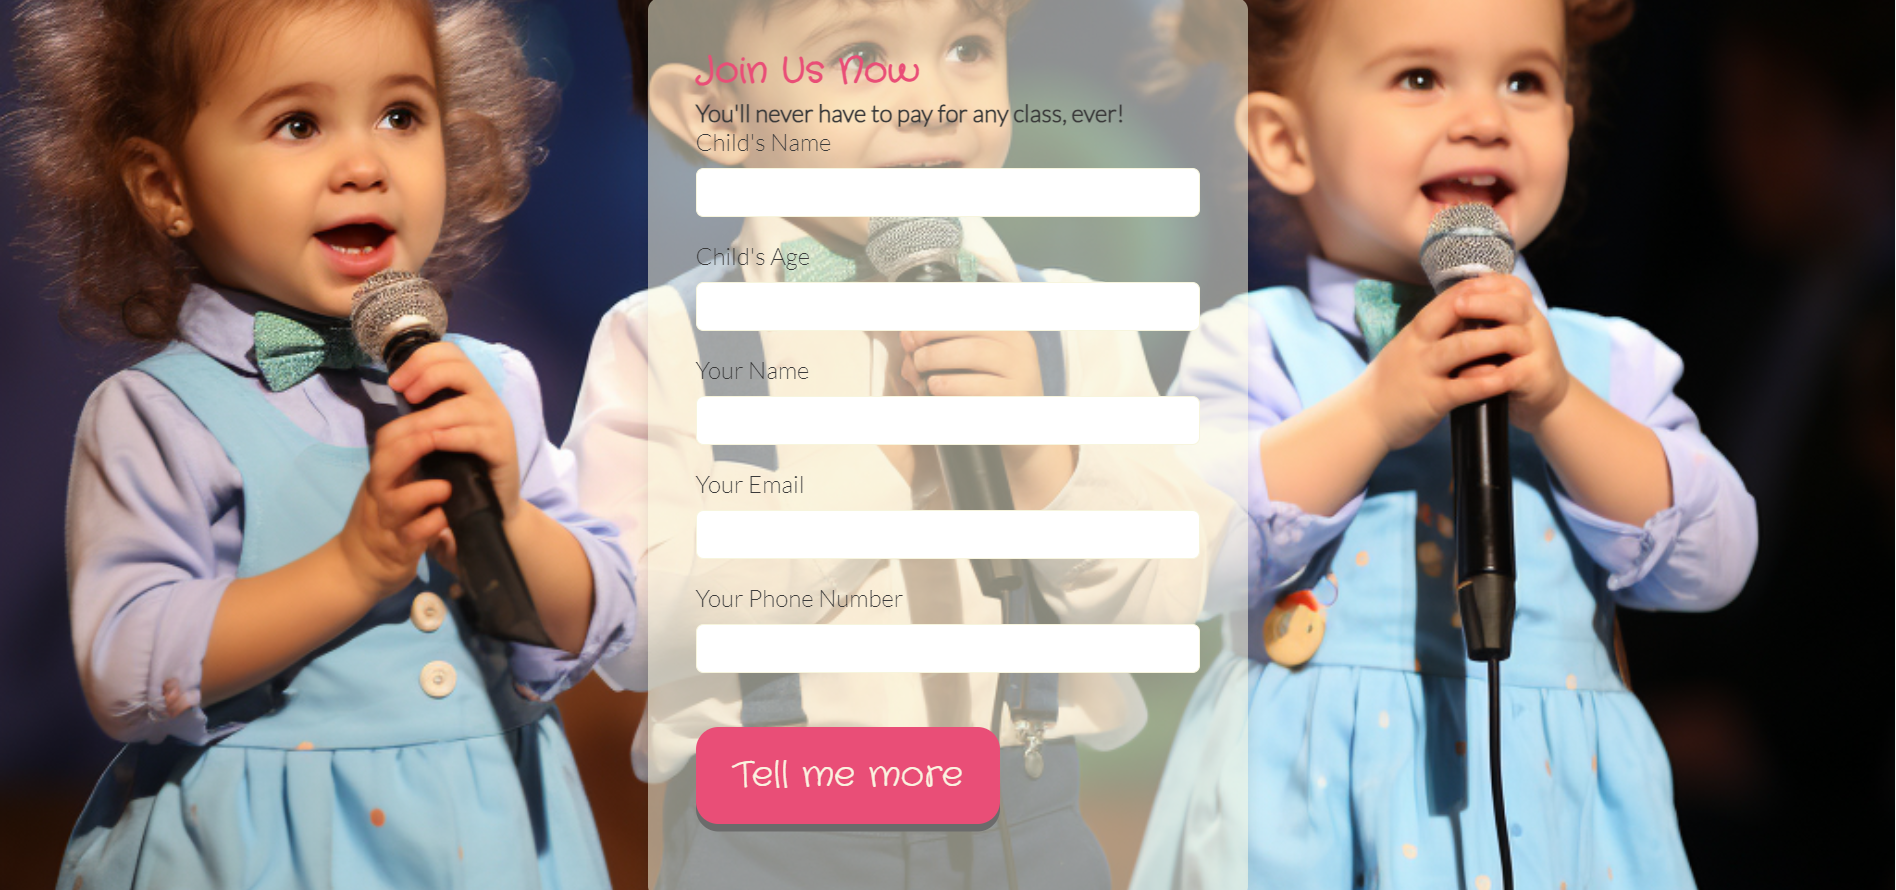 Join Us Now
You'll never have to pay for any class, ever!
Child's Name
Child's Age
Your Name
Your Email
Your Phone Number
Tell me more